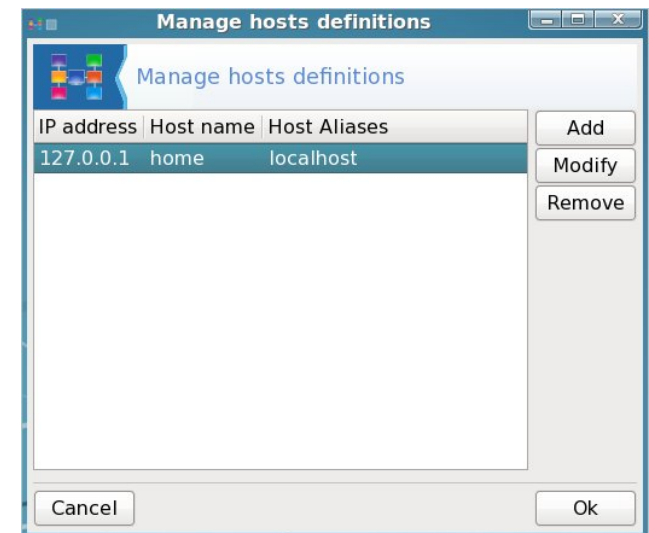 Manage hosts definitions
Manage hosts definitions
IP address Host name Host Aliases
127.0.0.1 home localhost
Add
Modify
Remove
Cancel
Ok